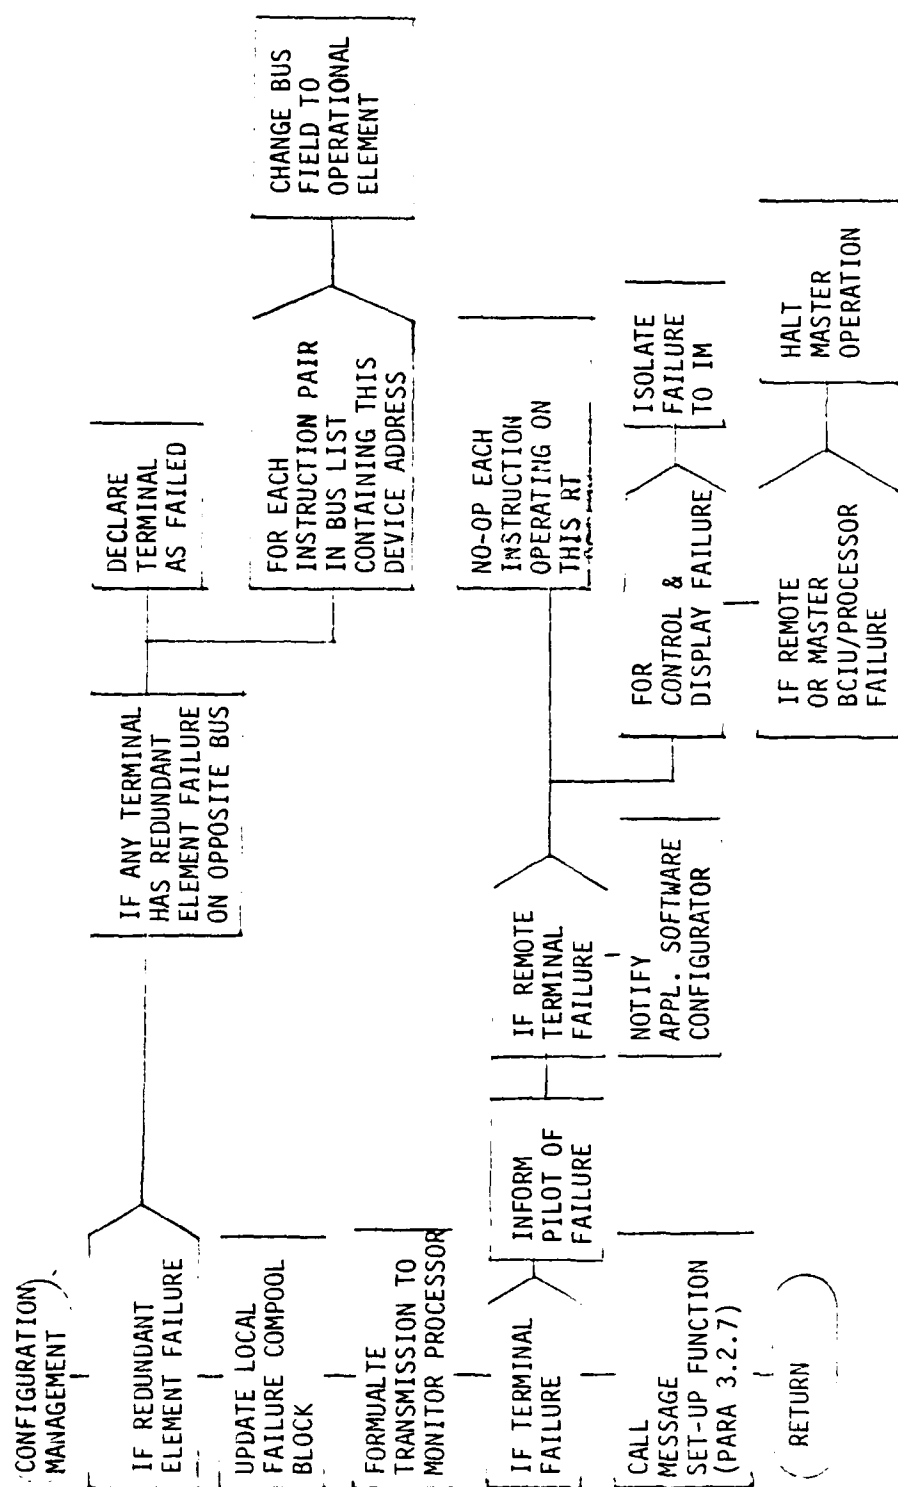 CONFIGURATION
MANAGEMENT
IF REDUNDANT
ELEMENT FAILURE
UPDATE LOCAL
FAILURE COMPOOL
BLOCK
FORMUALTE
TRANSMISSION TO
MONITOR PROCESSOR
IF TERMINAL
FAILURE
CALL
MESSAGE
SET-UP FUNCTION
(PARA 3.2.7)
RETURN
INFORM
PILOT OF
FAILURE
IF REMOTE
TERMINAL
FAILURE
NOTIFY
APPL. SOFTWARE
CONFIGURATOR
IF ANY TERMINAL
HAS REDUNDANT
ELEMENT FAILURE
ON OPPOSITE BUS
DECLARE
TERMINAL
AS FAILED
FOR EACH
INSTRUCTION PAIR
IN BUS LIST
CONTAINING THIS
DEVICE ADDRESS
CHANGE BUS
FIELD TO
OPERATIONAL
ELEMENT
NO-OP EACH
INSTRUCTION
OPERATING ON
THIS RT
FOR
CONTROL &
DISPLAY FAILURE
ISOLATE
FAILURE
TO IM
IF REMOTE
OR MASTER
BCIU/PROCESSOR
FAILURE
HALT
MASTER
OPERATION